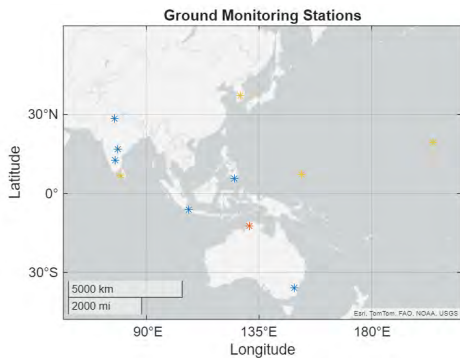 Ground Monitoring Stations
Latitude
30°N
0°
30°S
5000 km
2000 mi
Esri, TomTom, FAO, NOAA, USGS
90°E
135°E
180°E
Longitude